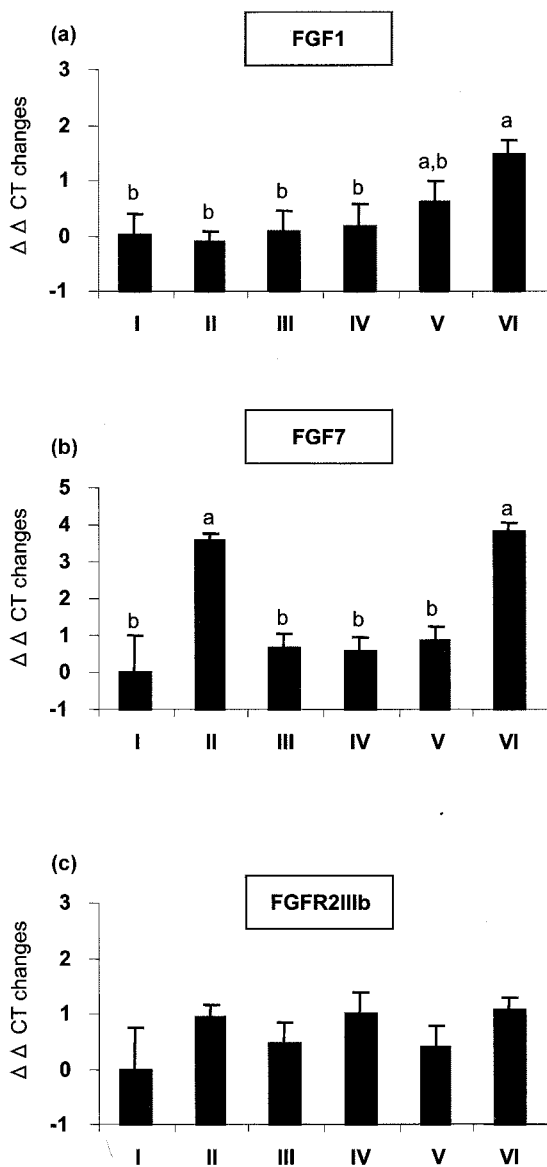 (a)
FGF1
Δ Δ CT changes
3
2
1
0
-1
b
b
b
b
a,b
a
I II III IV V VI
(b)
FGF7
Δ Δ CT changes
5
4
3
2
1
0
-1
b
a
b
b
b
a
I II III IV V VI
(c)
FGFR2IIIb
Δ Δ CT changes
3
2
1
0
-1
I II III IV V VI